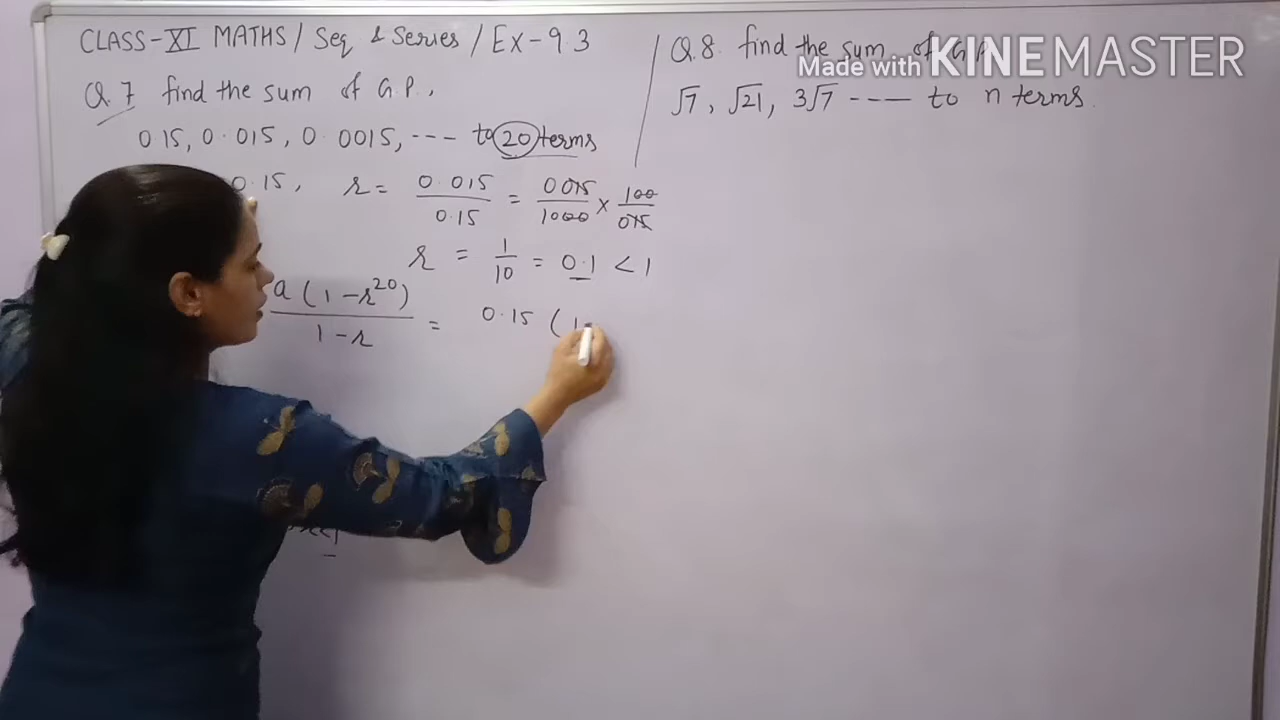 CLASS-XI MATHS / Seq & Series / Ex-9.3
Q.7 find the sum of G.P.,
0.15, 0.015, 0.0015, --- to 20 terms
0.15, r = 0.015 / 0.15 = 0015 / 1000 × 100 / 015
r = 1/10 = 0.1 < 1
a(1-r^20) / 1-r = 0.15 (1
<1
Q.8. find the sum of G.P.
√7, √21, 3√7 ---- to n terms.
Made with KINEMASTER